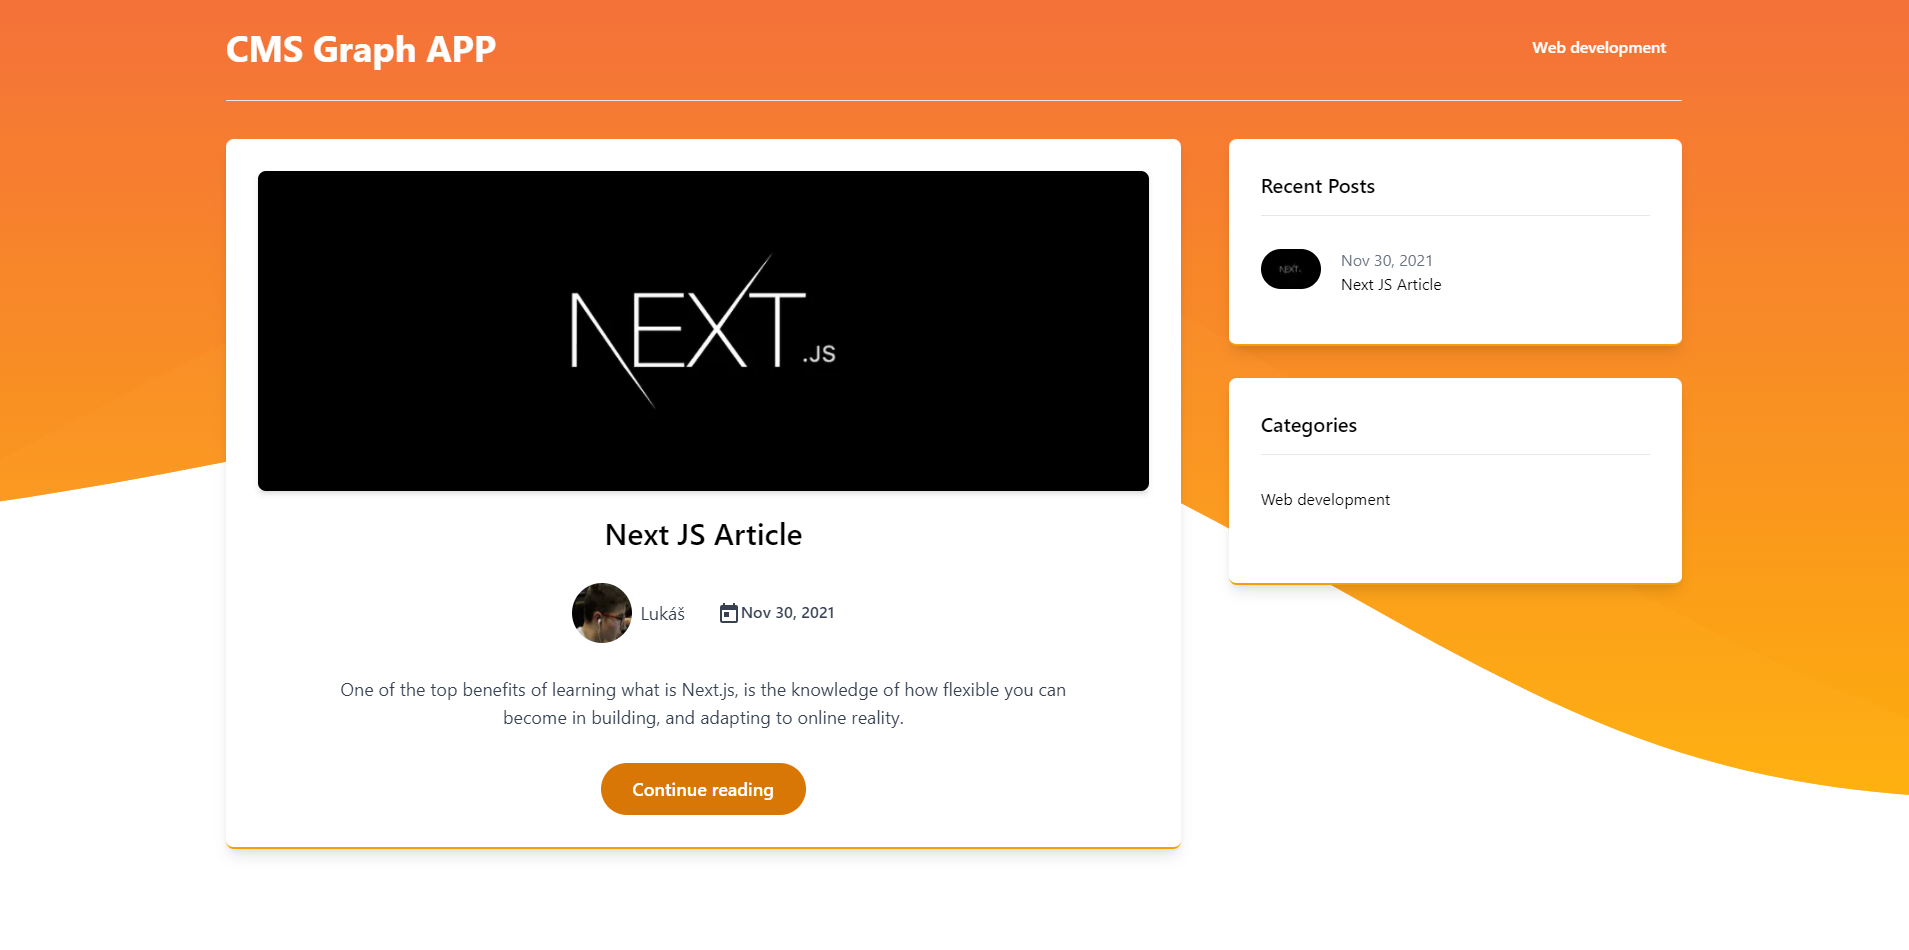 CMS Graph APP
Web development
NEXT.JS
Next JS Article
Lukáš
Nov 30, 2021
One of the top benefits of learning what is Next.js, is the knowledge of how flexible you can
become in building, and adapting to online reality.
Continue reading
Recent Posts
NEXT.
Nov 30, 2021
Next JS Article
Categories
Web development